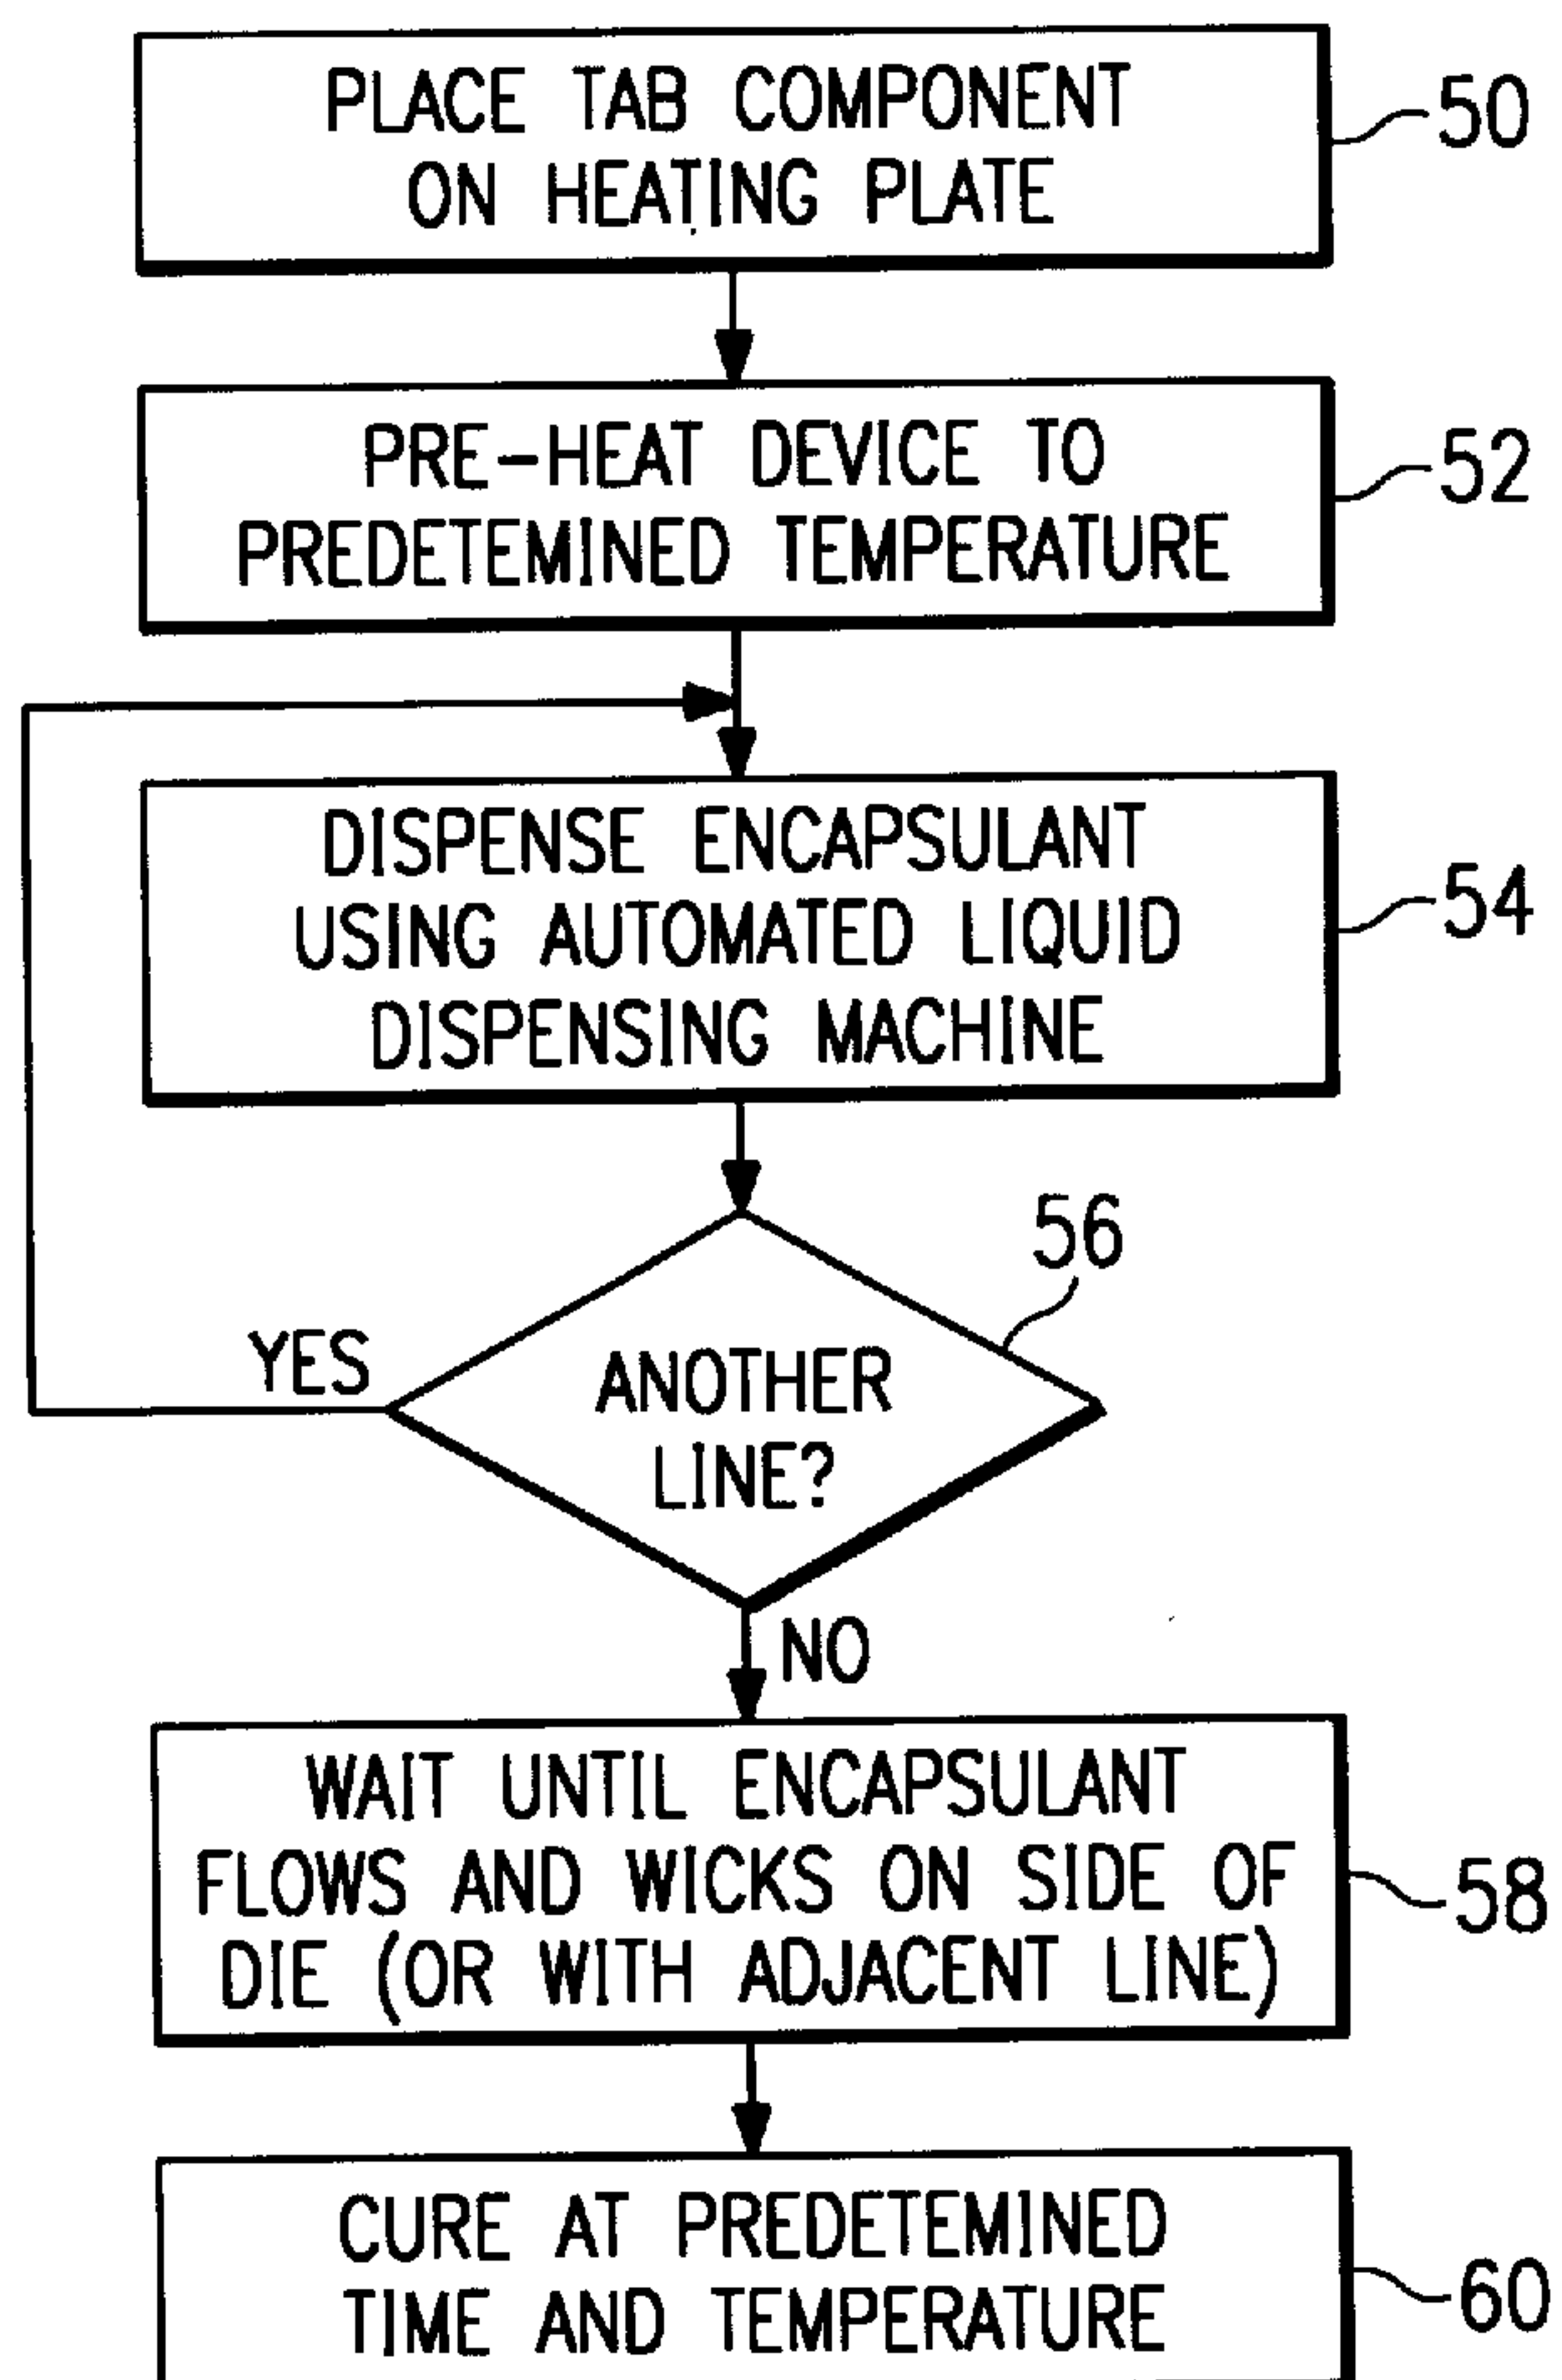 PLACE TAB COMPONENT
ON HEATING PLATE
50
PRE-HEAT DEVICE TO
PREDETEMINED TEMPERATURE
52
DISPENSE ENCAPSULANT
USING AUTOMATED LIQUID
DISPENSING MACHINE
54
56
YES
ANOTHER
LINE?
NO
WAIT UNTIL ENCAPSULANT
FLOWS AND WICKS ON SIDE OF
DIE (OR WITH ADJACENT LINE)
58
CURE AT PREDETEMINED
TIME AND TEMPERATURE
60